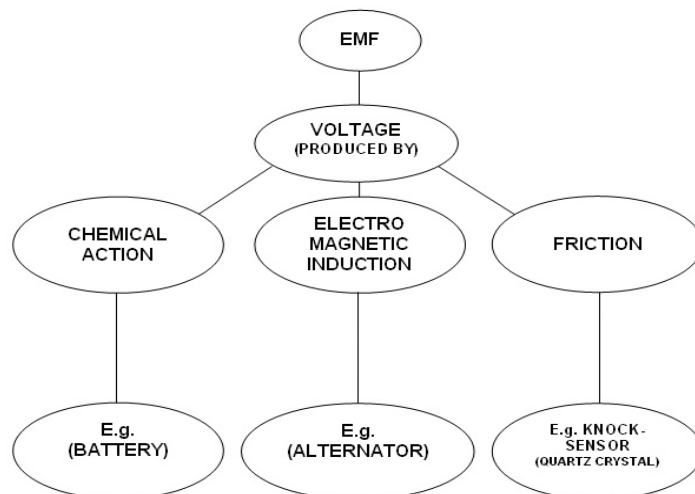 EMF
VOLTAGE
(PRODUCED BY)
CHEMICAL
ACTION
ELECTRO
MAGNETIC
INDUCTION
FRICTION
E.g.
(BATTERY)
E.g.
(ALTERNATOR)
E.g. KNOCK-
SENSOR
(QUARTZ CRYSTAL)